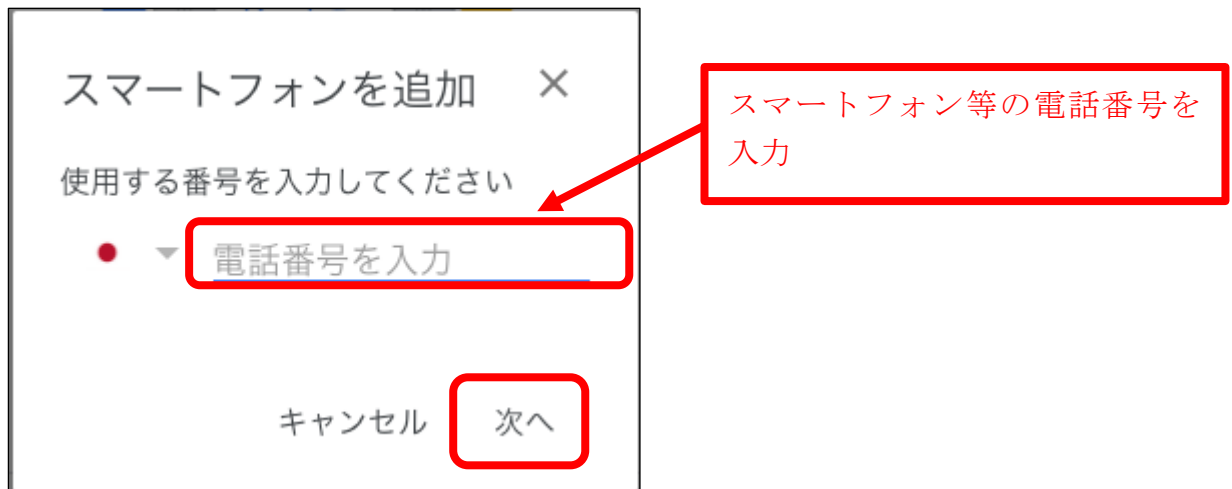 スマートフォンを追加 ×
使用する番号を入力してください
電話番号を入力
キャンセル 次へ
スマートフォン等の電話番号を
入力